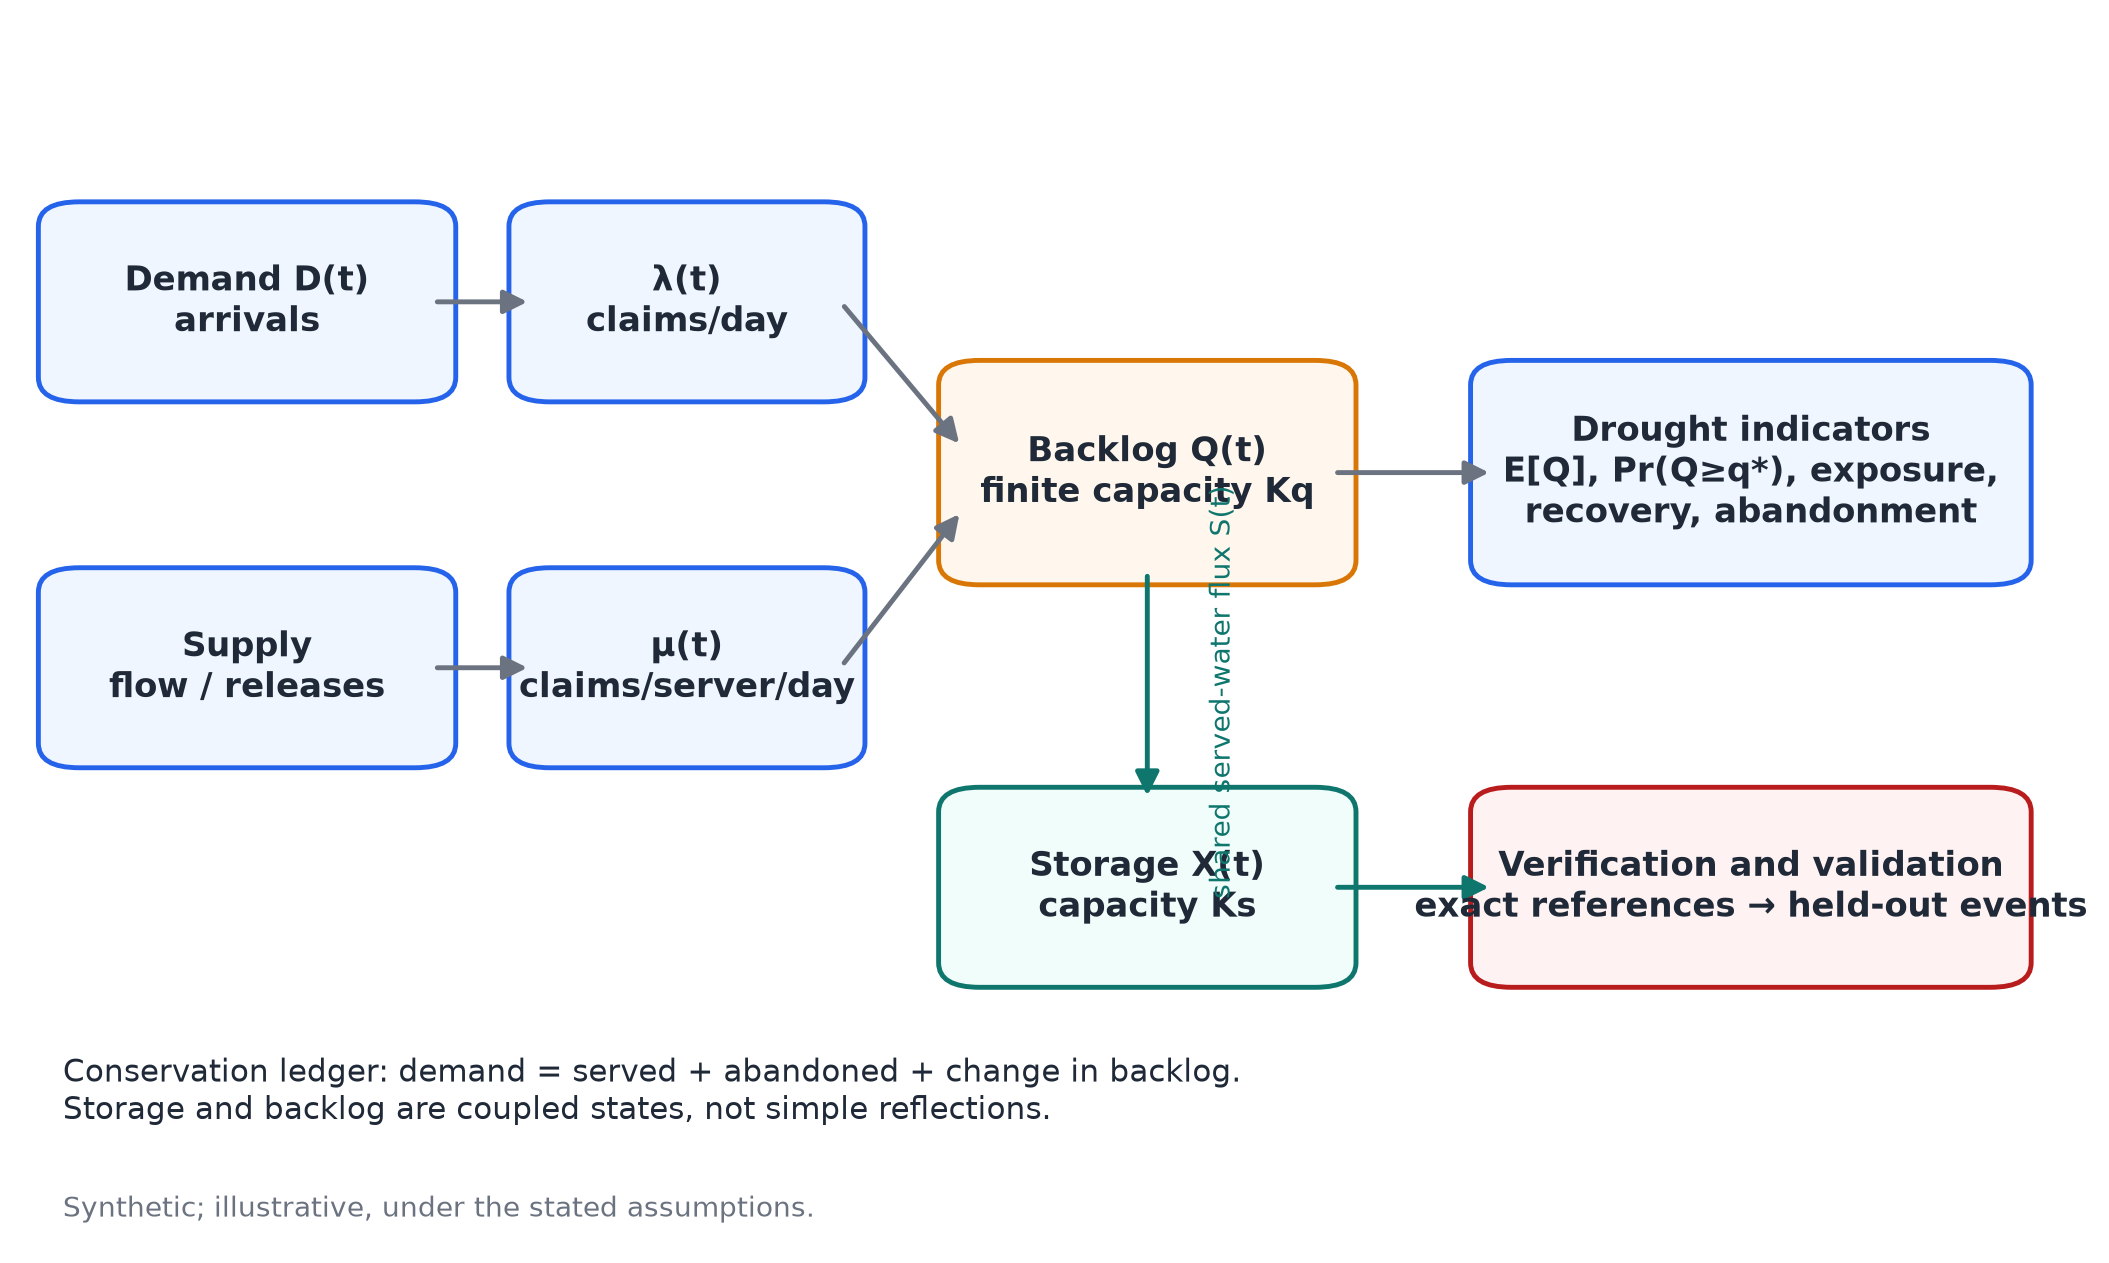 Demand D(t)
arrivals
λ(t)
claims/day
Supply
flow / releases
μ(t)
claims/server/day
Backlog Q(t)
finite capacity Kq
shared served-water flux S(t)
Storage X(t)
capacity Ks
Drought indicators
E[Q], Pr(Q≥q*), exposure,
recovery, abandonment
Verification and validation
exact references → held-out events
Conservation ledger: demand = served + abandoned + change in backlog.
Storage and backlog are coupled states, not simple reflections.
Synthetic; illustrative, under the stated assumptions.